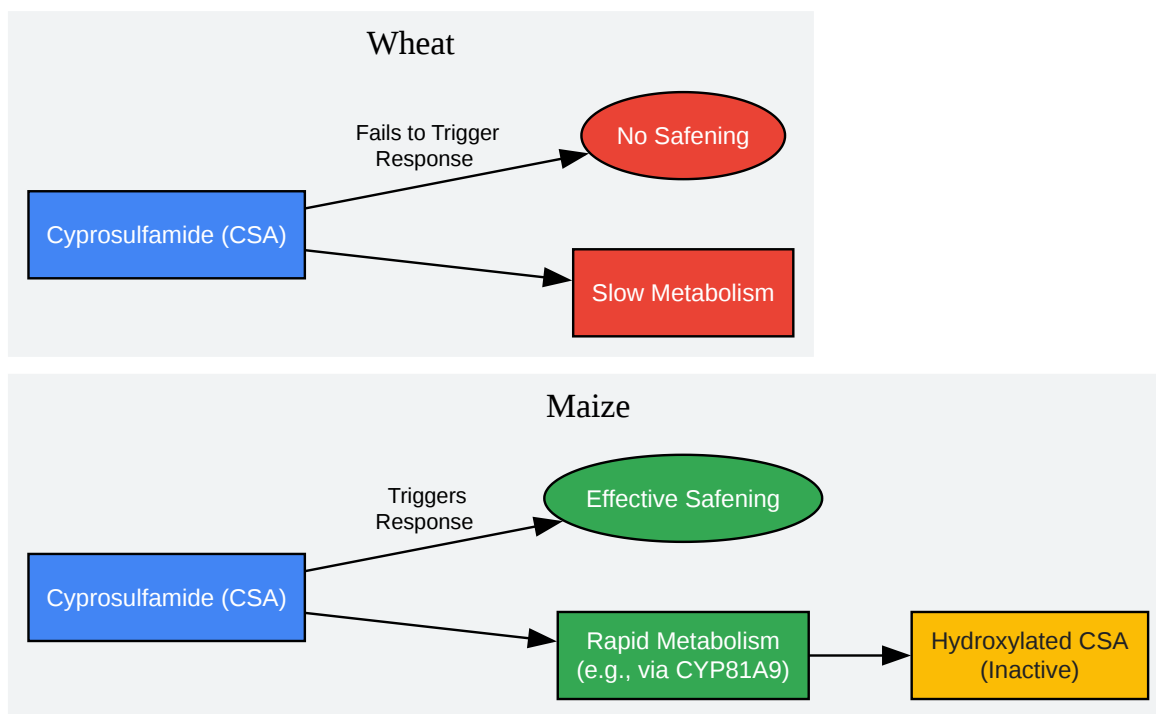 Wheat
Fails to Trigger
Response
No Safening
Cyprosulfamide (CSA)
Slow Metabolism
Maize
Triggers
Response
Effective Safening
Cyprosulfamide (CSA)
Rapid Metabolism
(e.g., via CYP81A9)
Hydroxylated CSA
(Inactive)